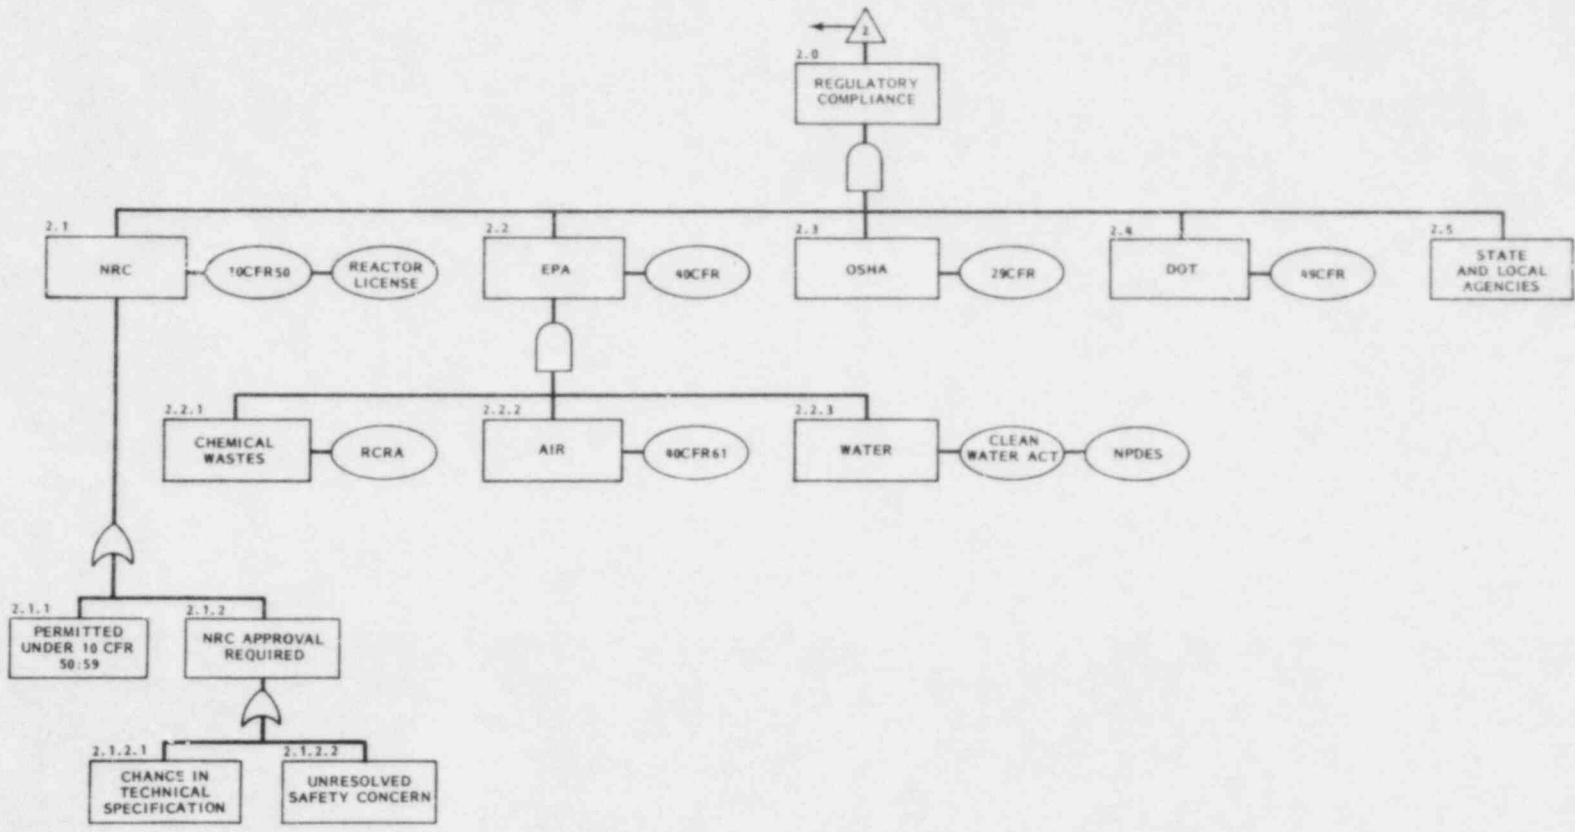 2
2.0
REGULATORY
COMPLIANCE
2.1
NRC
10CFR50
REACTOR
LICENSE
2.2
EPA
40CFR
2.3
OSHA
29CFR
2.4
DOT
49CFR
2.5
STATE
AND LOCAL
AGENCIES
2.2.1
CHEMICAL
WASTES
RCRA
2.2.2
AIR
40CFR61
2.2.3
WATER
CLEAN
WATER ACT
NPDES
2.1.1
PERMITTED
UNDER 10 CFR
50:59
2.1.2
NRC APPROVAL
REQUIRED
2.1.2.1
CHANGE IN
TECHNICAL
SPECIFICATION
2.1.2.2
UNRESOLVED
SAFETY CONCERN